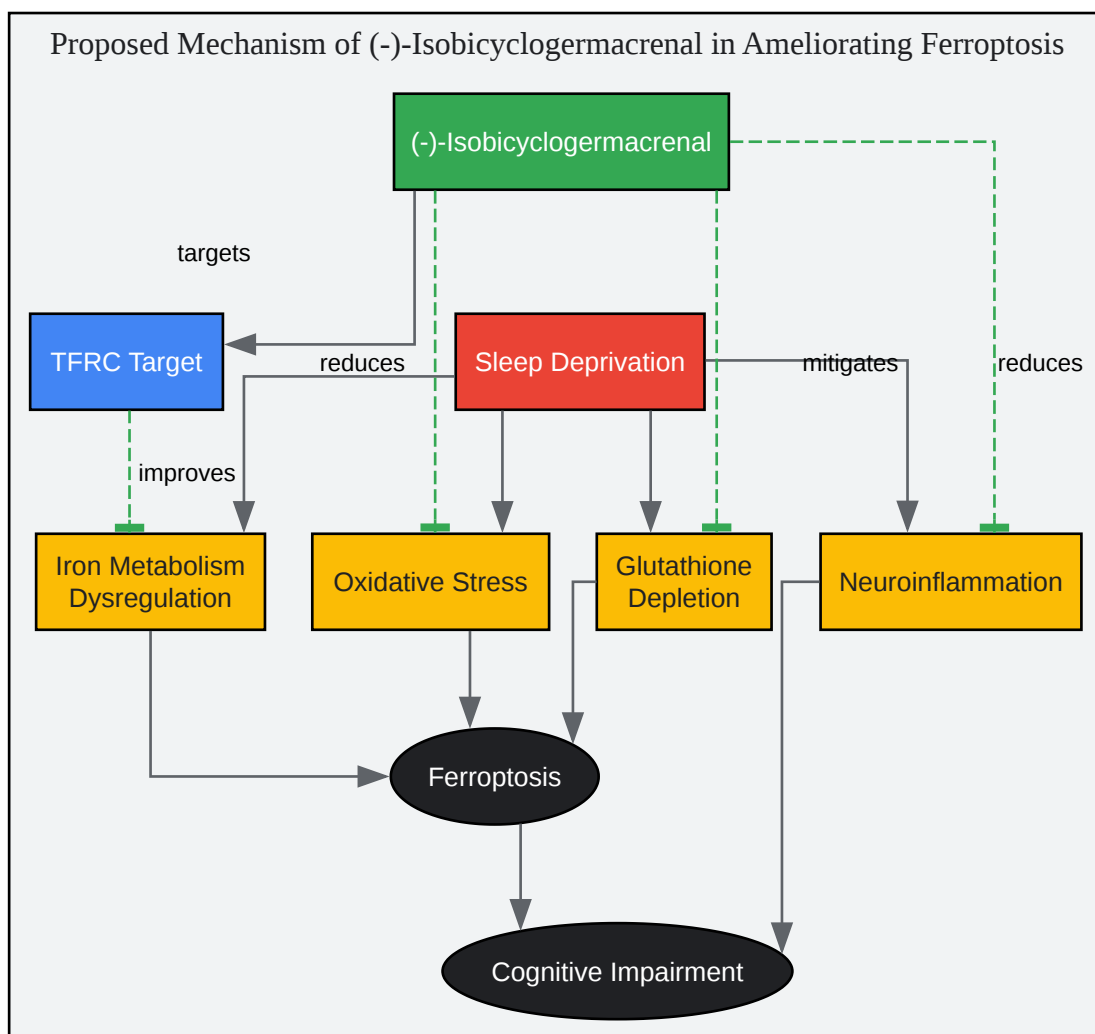 Proposed Mechanism of (-)-Isobicyclogermacrenal in Ameliorating Ferroptosis
(-)-Isobicyclogermacrenal
targets
TFRC Target
reduces
Sleep Deprivation
mitigates
reduces
improves
Iron Metabolism
Dysregulation
Oxidative Stress
Glutathione
Depletion
Neuroinflammation
Ferroptosis
Cognitive Impairment